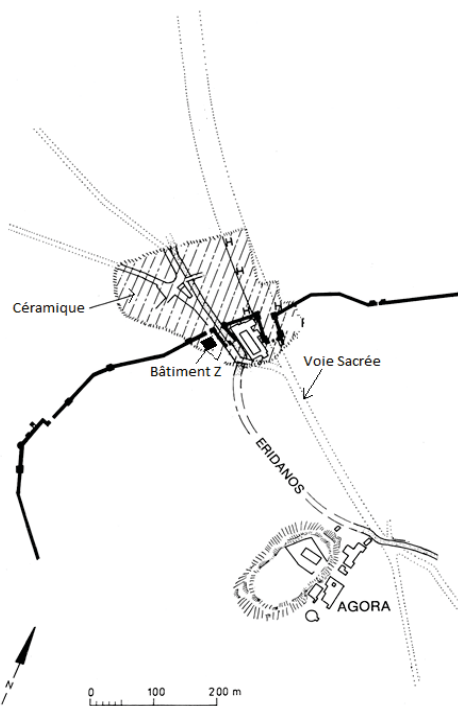 H
H
Céramique
H
Bâtiment Z
Voie Sacrée
ERIDANOS
AGORA
N
0 100 200 m